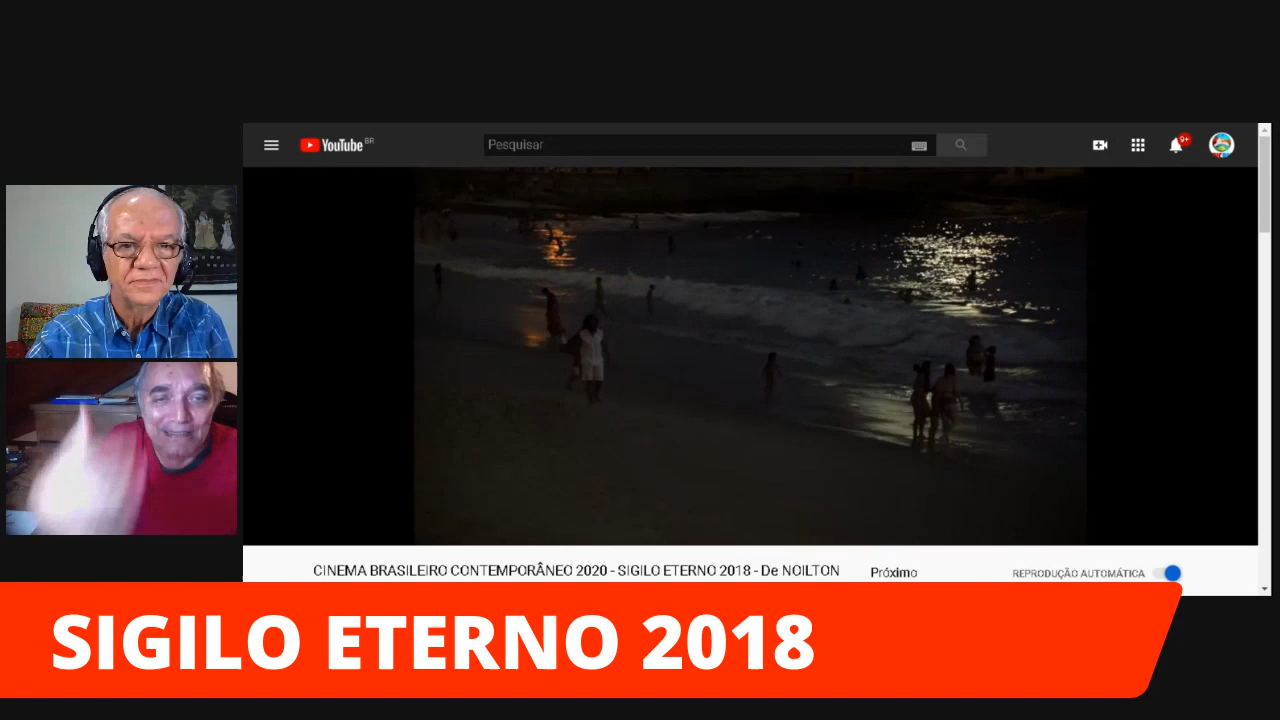 YouTube BR
Pesquisar
9+
CINEMA BRASILEIRO CONTEMPORÂNEO 2020 - SIGILO ETERNO 2018 - De NOILTON
Próximo
REPRODUÇÃO AUTOMÁTICA
SIGILO ETERNO 2018